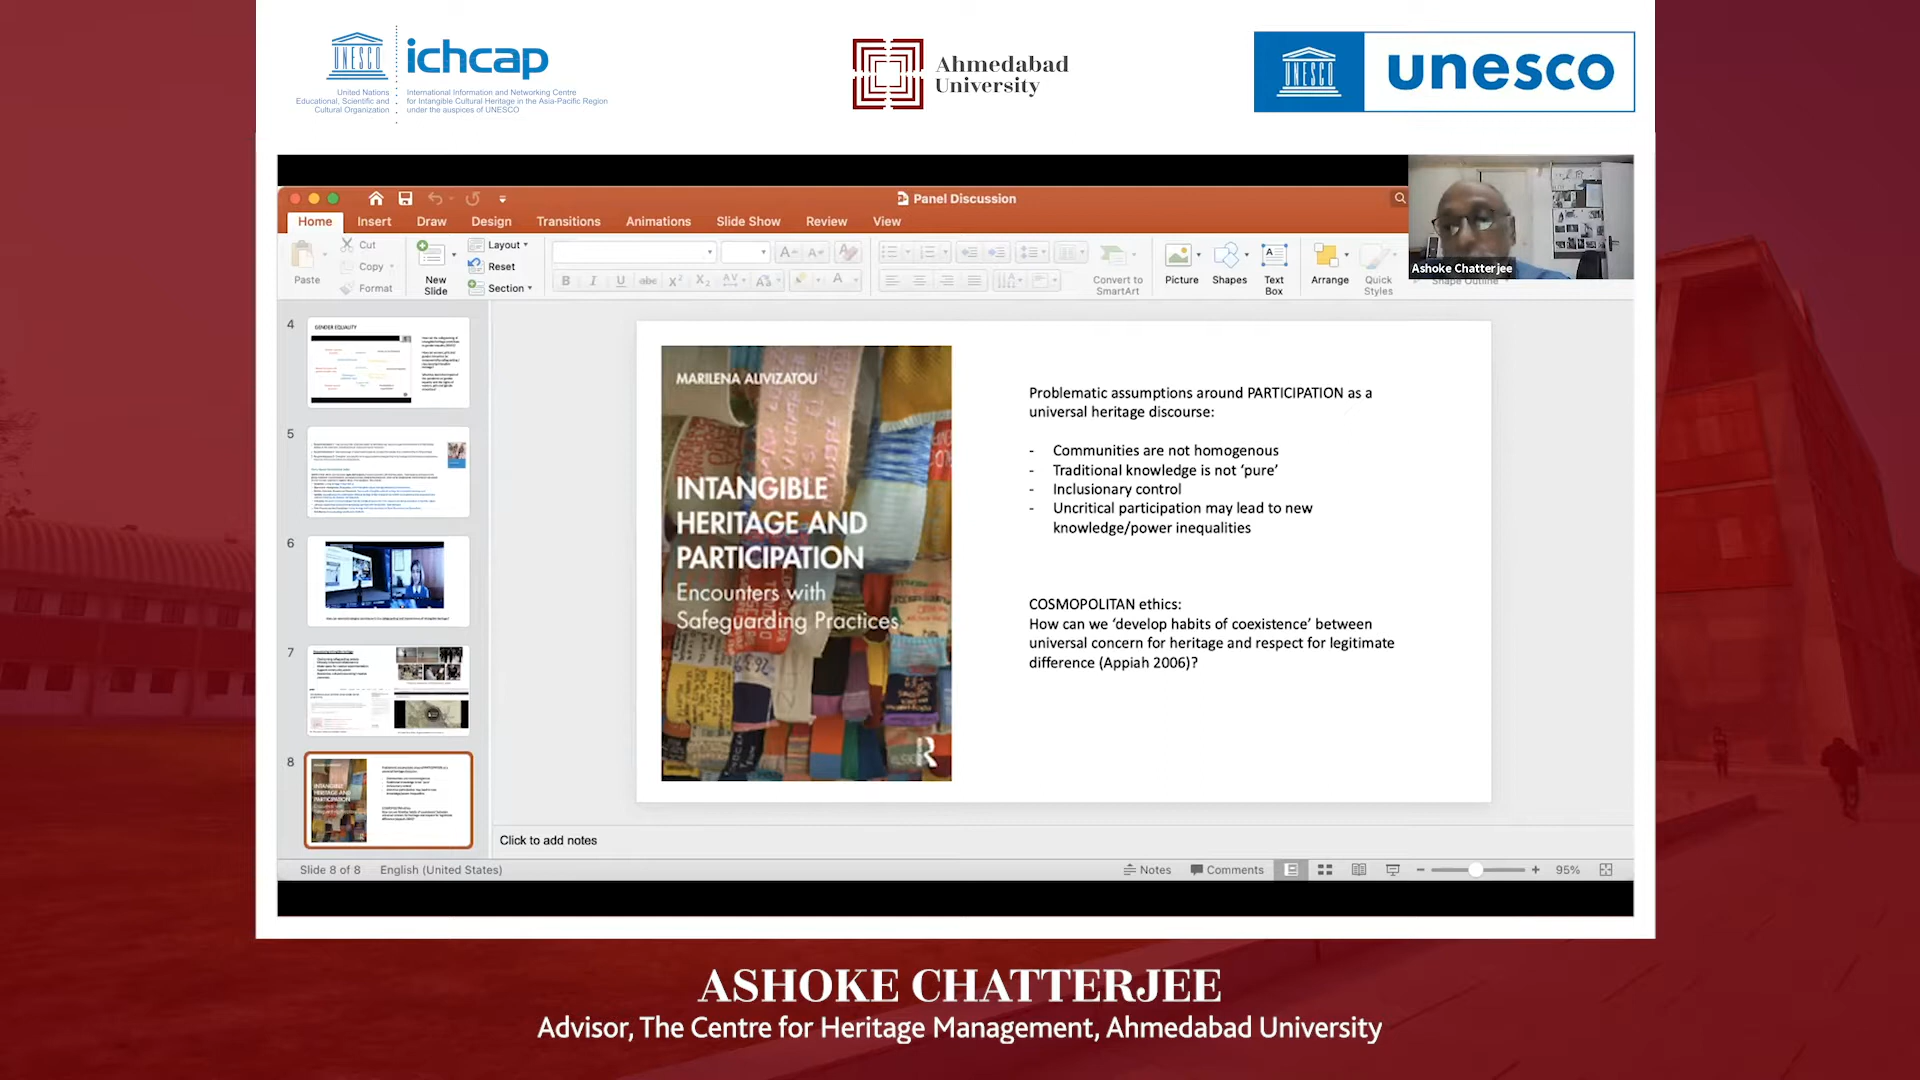 UNESCO
United Nations
Educational, Scientific and
Cultural Organization
ichcap
International Information and Networking Centre
for Intangible Cultural Heritage in the Asia-Pacific Region
under the auspices of UNESCO
Ahmedabad
University
unesco
Panel Discussion
Home Insert Draw Design Transitions Animations Slide Show Review View
Paste
Cut
Copy
Format
New
Slide
Layout
Reset
Section
Convert to
SmartArt
Picture
Shapes
Text
Box
Arrange
Quick
Styles
Shape Outline
Ashoke Chatterjee
4
GENDER EQUALITY
5
6
7
8
MARILENA ALIVIZATOU
INTANGIBLE
HERITAGE AND
PARTICIPATION
Encounters with
Safeguarding Practices
Problematic assumptions around PARTICIPATION as a
universal heritage discourse:
- Communities are not homogenous
- Traditional knowledge is not ‘pure’
- Inclusionary control
- Uncritical participation may lead to new
knowledge/power inequalities
COSMOPOLITAN ethics:
How can we ‘develop habits of coexistence’ between
universal concern for heritage and respect for legitimate
difference (Appiah 2006)?
Click to add notes
Slide 8 of 8 English (United States) Notes Comments 95%
ASHOKE CHATTERJEE
Advisor, The Centre for Heritage Management, Ahmedabad University